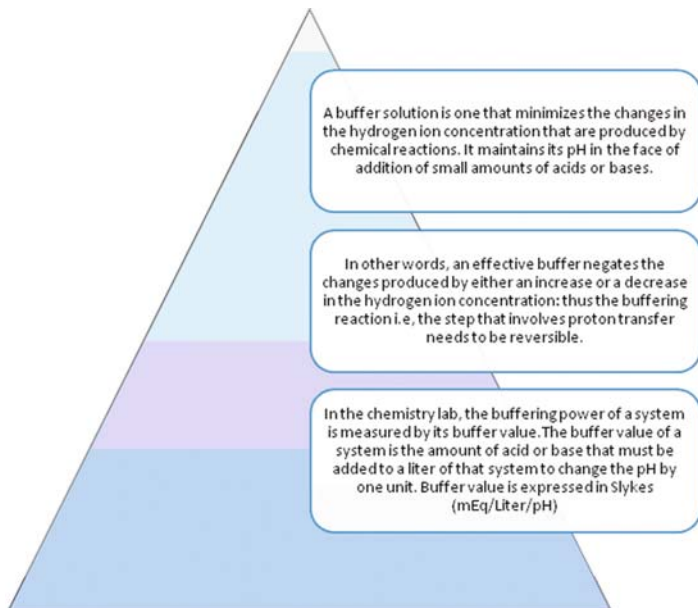 A buffer solution is one that minimizes the changes in
the hydrogen ion concentration that are produced by
chemical reactions. It maintains its pH in the face of
addition of small amounts of acids or bases.
In other words, an effective buffer negates the
changes produced by either an increase or a decrease
in the hydrogen ion concentration: thus the buffering
reaction i.e, the step that involves proton transfer
needs to be reversible.
In the chemistry lab, the buffering power of a system
is measured by its buffer value.The buffer value of a
system is the amount of acid or base that must be
added to a liter of that system to change the pH by
one unit. Buffer value is expressed in Slykes
(mEq/Liter/pH)